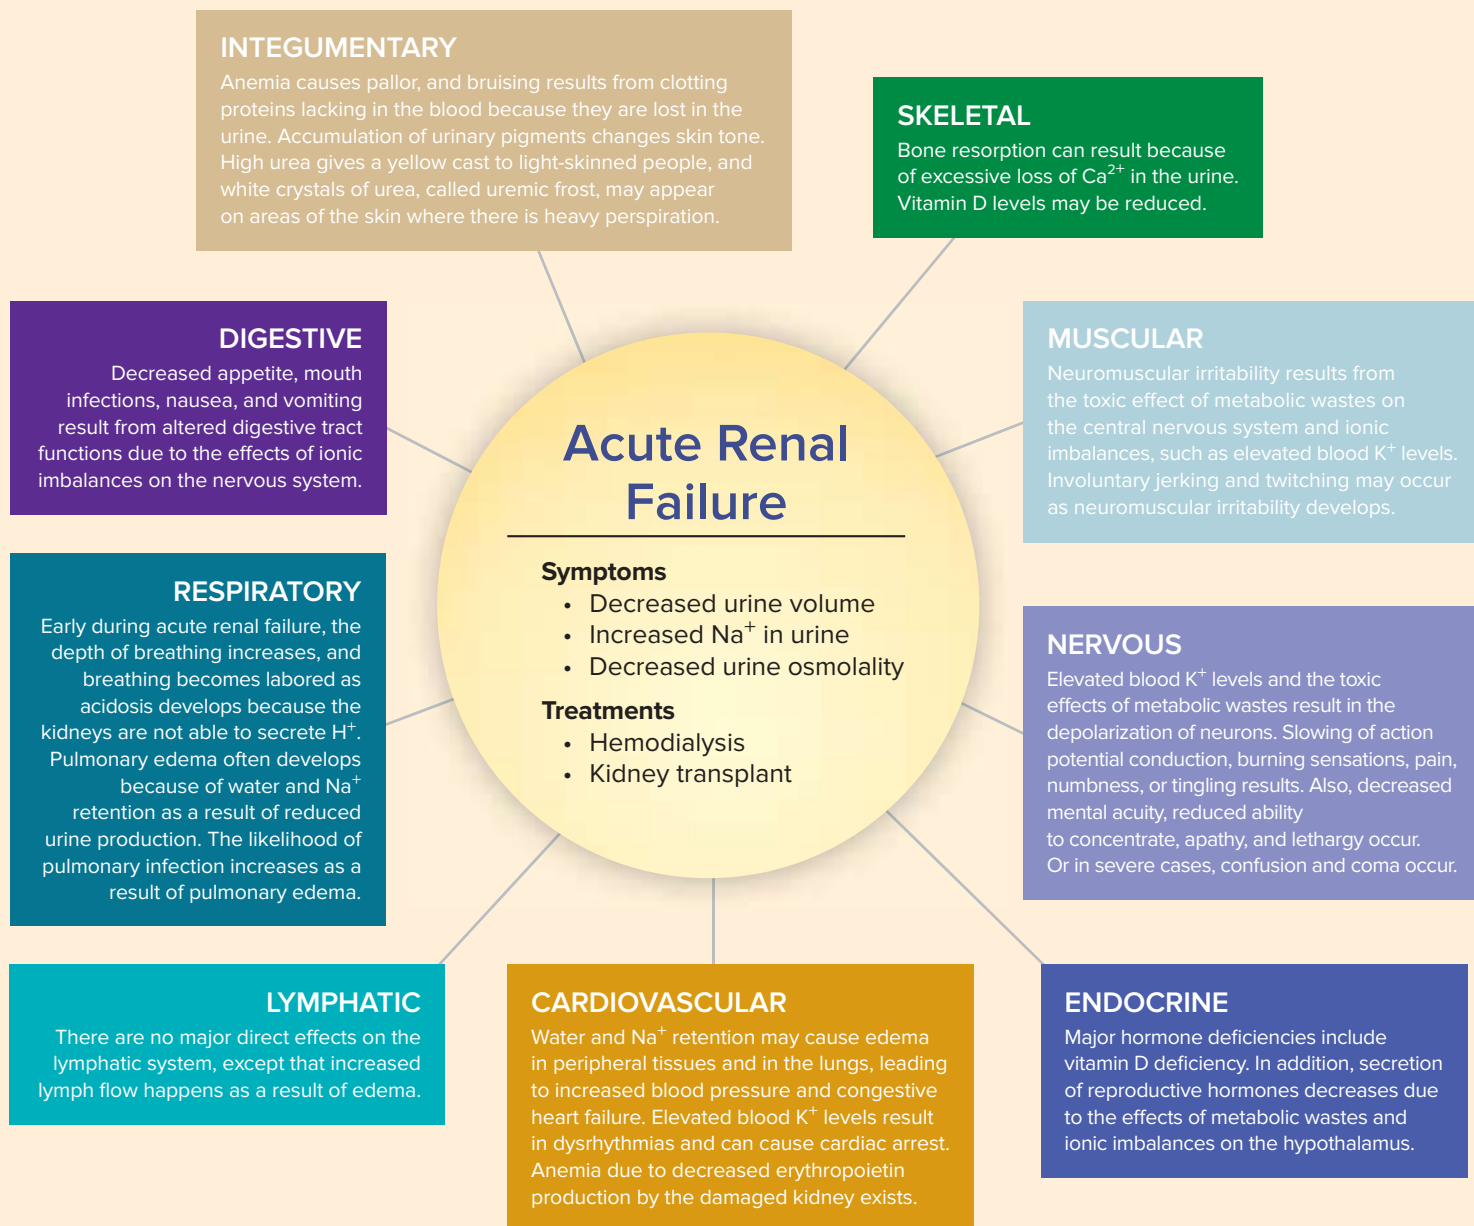 INTEGUMENTARY
Anemia causes pallor, and bruising results from clotting
proteins lacking in the blood because they are lost in the
urine. Accumulation of urinary pigments changes skin tone.
High urea gives a yellow cast to light-skinned people, and
white crystals of urea, called uremic frost, may appear
on areas of the skin where there is heavy perspiration.
SKELETAL
Bone resorption can result because
of excessive loss of Ca²⁺ in the urine.
Vitamin D levels may be reduced.
DIGESTIVE
Decreased appetite, mouth
infections, nausea, and vomiting
result from altered digestive tract
functions due to the effects of ionic
imbalances on the nervous system.
MUSCULAR
Neuromuscular irritability results from
the toxic effect of metabolic wastes on
the central nervous system and ionic
imbalances, such as elevated blood K⁺ levels.
Involuntary jerking and twitching may occur
as neuromuscular irritability develops.
Acute Renal
Failure
Symptoms
• Decreased urine volume
• Increased Na⁺ in urine
• Decreased urine osmolality
Treatments
• Hemodialysis
• Kidney transplant
RESPIRATORY
Early during acute renal failure, the
depth of breathing increases, and
breathing becomes labored as
acidosis develops because the
kidneys are not able to secrete H⁺.
Pulmonary edema often develops
because of water and Na⁺
retention as a result of reduced
urine production. The likelihood of
pulmonary infection increases as a
result of pulmonary edema.
NERVOUS
Elevated blood K⁺ levels and the toxic
effects of metabolic wastes result in the
depolarization of neurons. Slowing of action
potential conduction, burning sensations, pain,
numbness, or tingling results. Also, decreased
mental acuity, reduced ability
to concentrate, apathy, and lethargy occur.
Or in severe cases, confusion and coma occur.
LYMPHATIC
There are no major direct effects on the
lymphatic system, except that increased
lymph flow happens as a result of edema.
CARDIOVASCULAR
Water and Na⁺ retention may cause edema
in peripheral tissues and in the lungs, leading
to increased blood pressure and congestive
heart failure. Elevated blood K⁺ levels result
in dysrhythmias and can cause cardiac arrest.
Anemia due to decreased erythropoietin
production by the damaged kidney exists.
ENDOCRINE
Major hormone deficiencies include
vitamin D deficiency. In addition, secretion
of reproductive hormones decreases due
to the effects of metabolic wastes and
ionic imbalances on the hypothalamus.